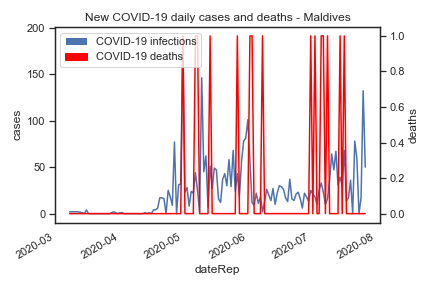 New COVID-19 daily cases and deaths - Maldives
COVID-19 infections
COVID-19 deaths
200
150
100
50
0
cases
1.0
0.8
0.6
0.4
0.2
0.0
deaths
2020-03
2020-04
2020-05
2020-06
2020-07
2020-08
dateRep